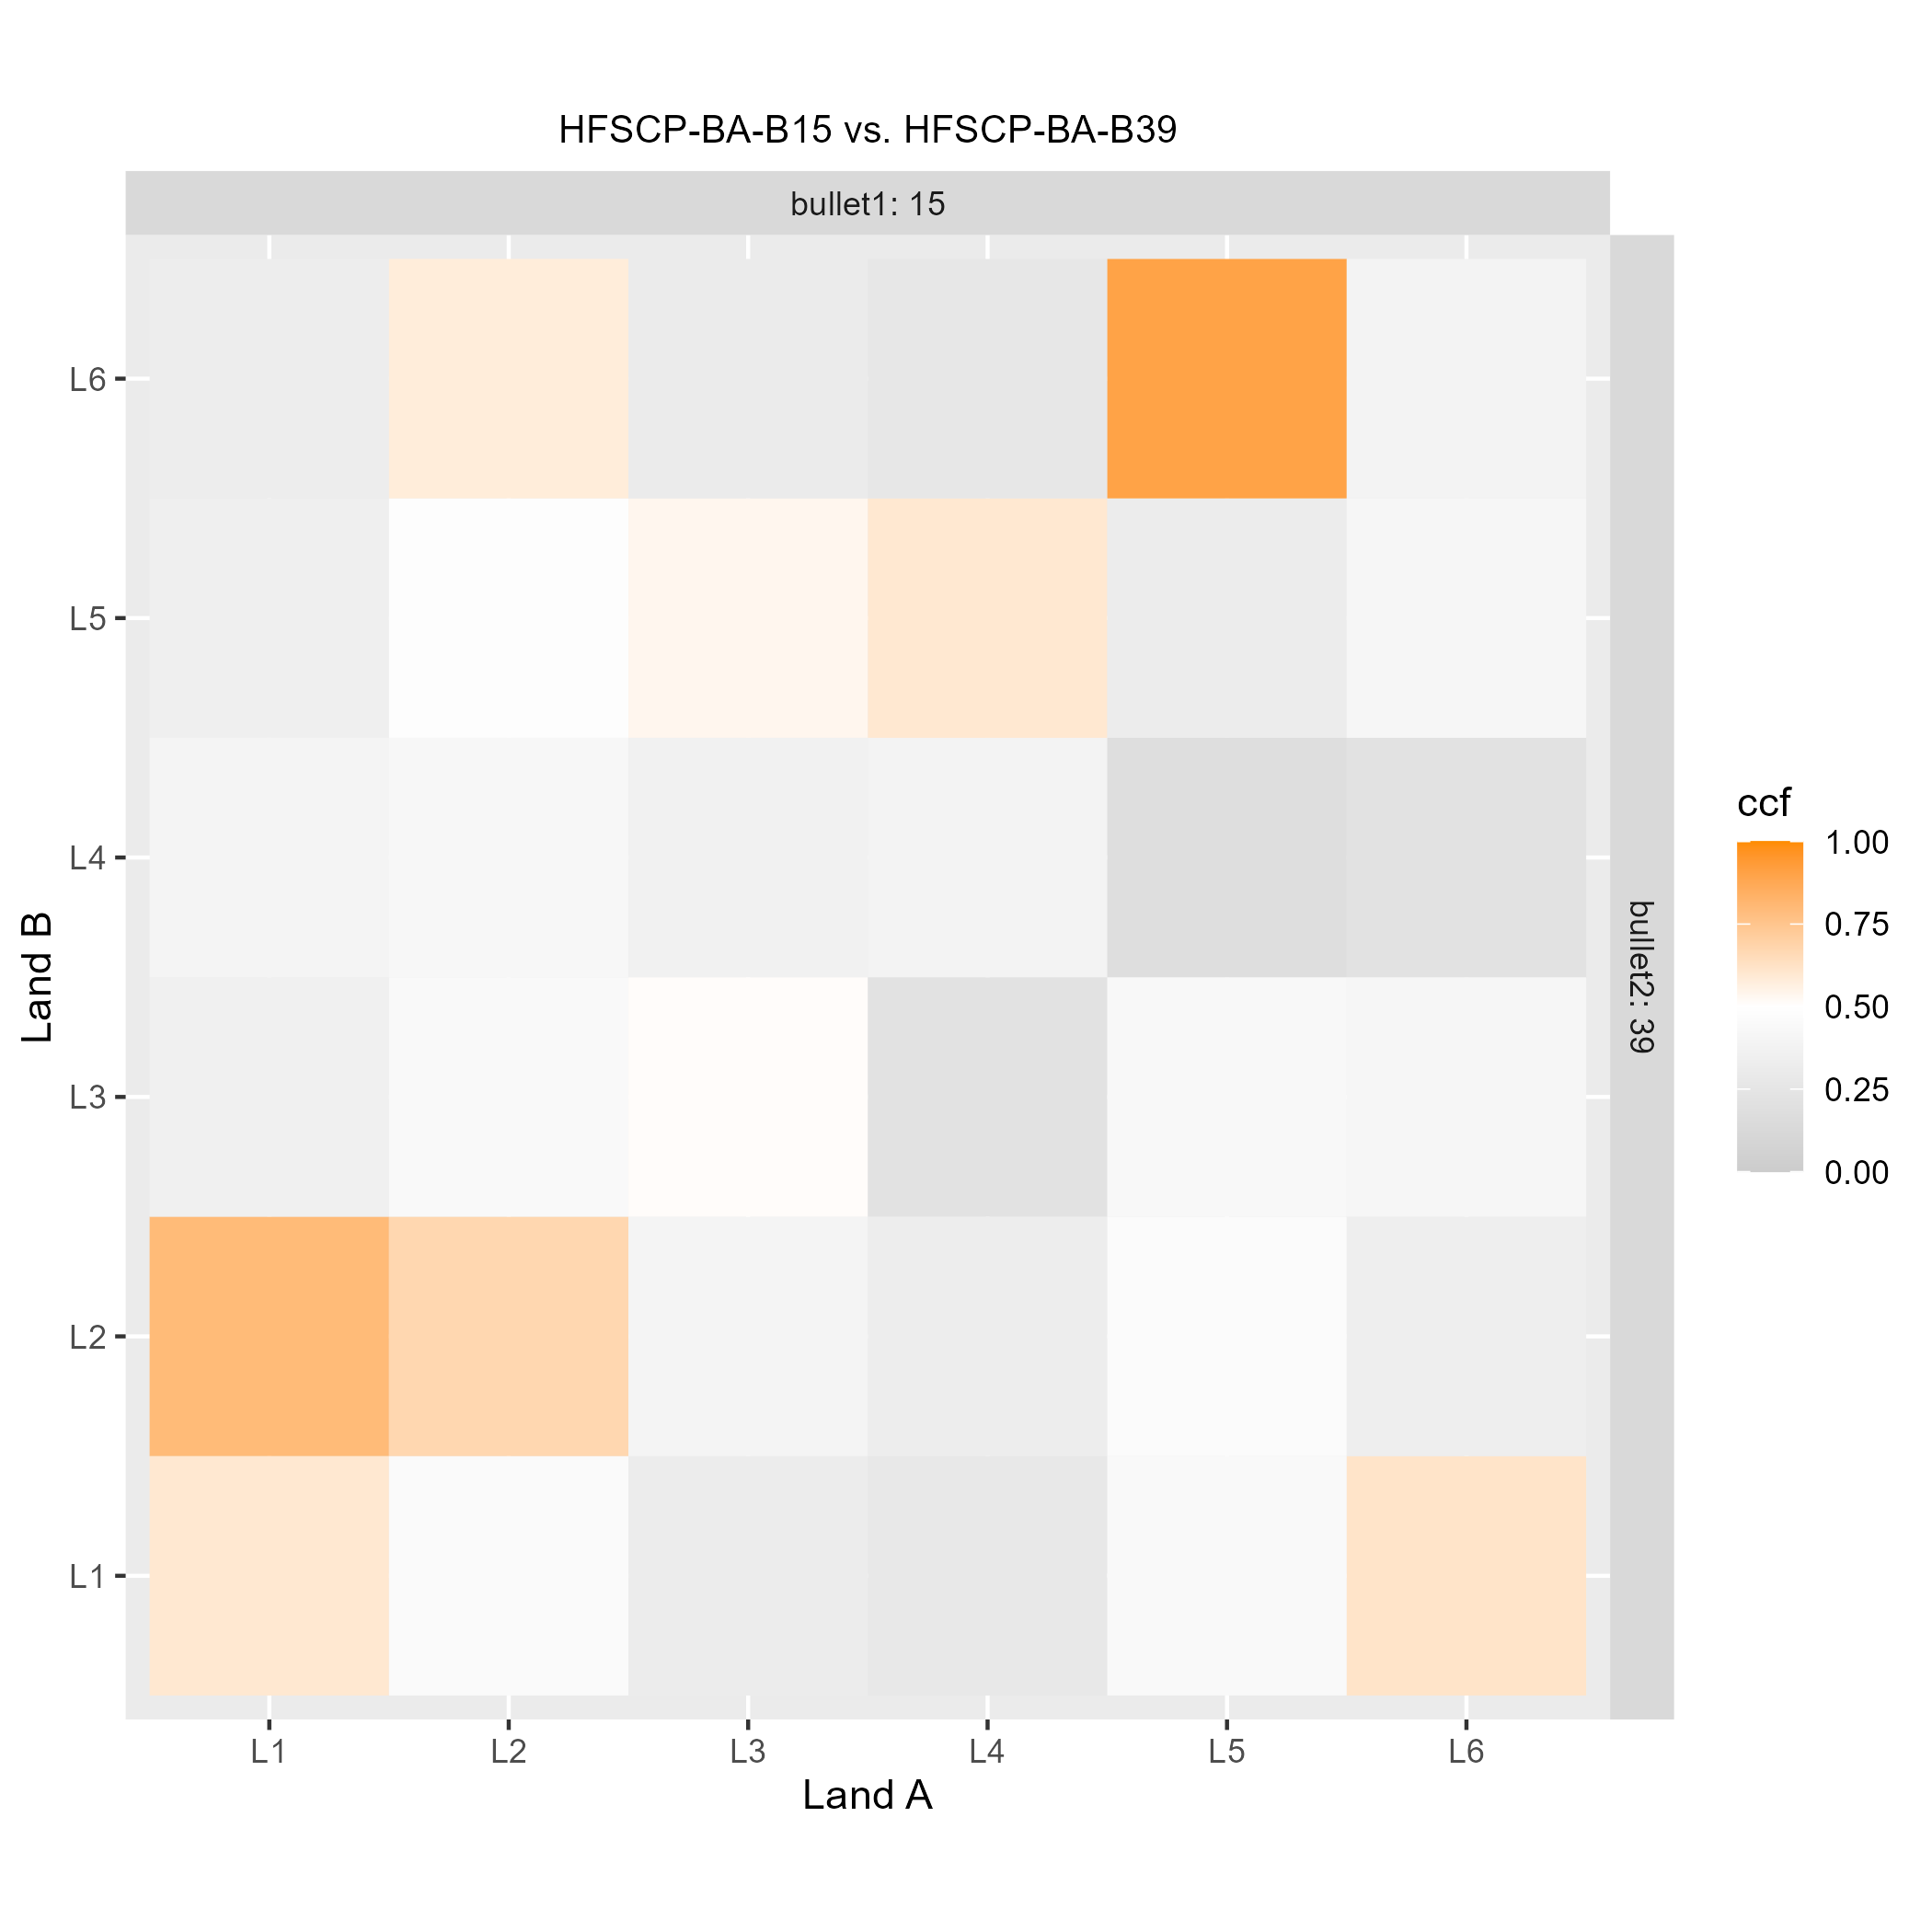 HFSCP-BA-B15 vs. HFSCP-BA-B39
bullet1: 15
L6
L5
L4
L3
L2
L1
Land B
bullet2: 39
ccf
1.00
0.75
0.50
0.25
0.00
L1 L2 L3 L4 L5 L6
Land A